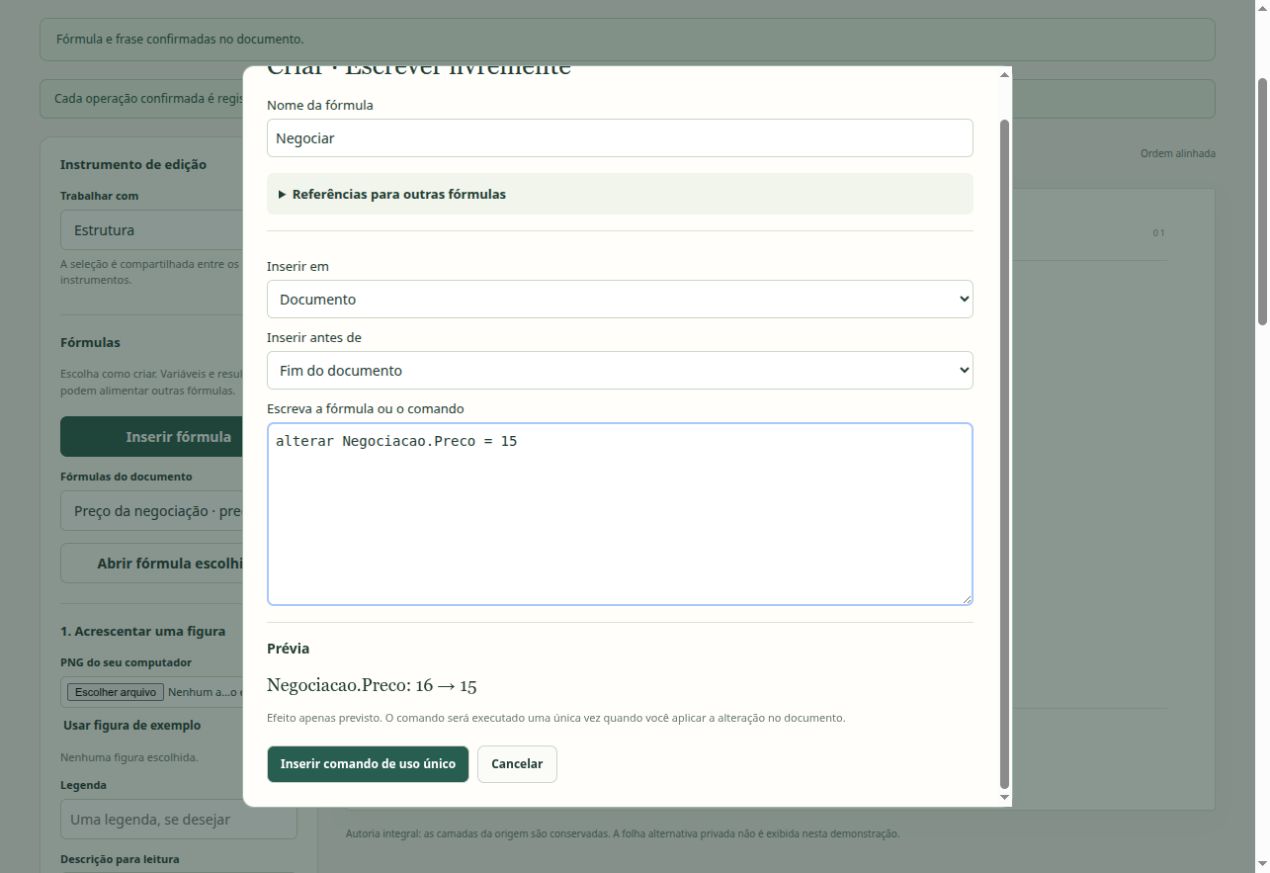 Fórmula e frase confirmadas no documento.
Cada operação confirmada é regis
Criar · Escrever livremente
Nome da fórmula
Negociar
Referências para outras fórmulas
Inserir em
Documento
Inserir antes de
Fim do documento
Escreva a fórmula ou o comando
alterar Negociacao.Preco = 15
Prévia
Negociacao.Preco: 16 → 15
Efeito apenas previsto. O comando será executado uma única vez quando você aplicar a alteração no documento.
Inserir comando de uso único
Cancelar
Instrumento de edição
Trabalhar com
Estrutura
A seleção é compartilhada entre os
instrumentos.
Fórmulas
Escolha como criar. Variáveis e resul
podem alimentar outras fórmulas.
Inserir fórmula
Fórmulas do documento
Preço da negociação · pre
Abrir fórmula escolhi
1. Acrescentar uma figura
PNG do seu computador
Escolher arquivo Nenhum a...o e
Usar figura de exemplo
Nenhuma figura escolhida.
Legenda
Uma legenda, se desejar
Descrição para leitura
Ordem alinhada
01
Autoria integral: as camadas da origem são conservadas. A folha alternativa privada não é exibida nesta demonstração.